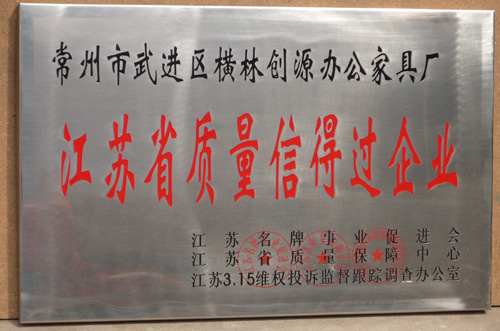 常州市武进区横林创源办公家具厂
江苏省质量信得过企业
江苏名牌事业促进会
江苏省质量保障中心
江苏3.15维权投诉监督跟踪调查办公室